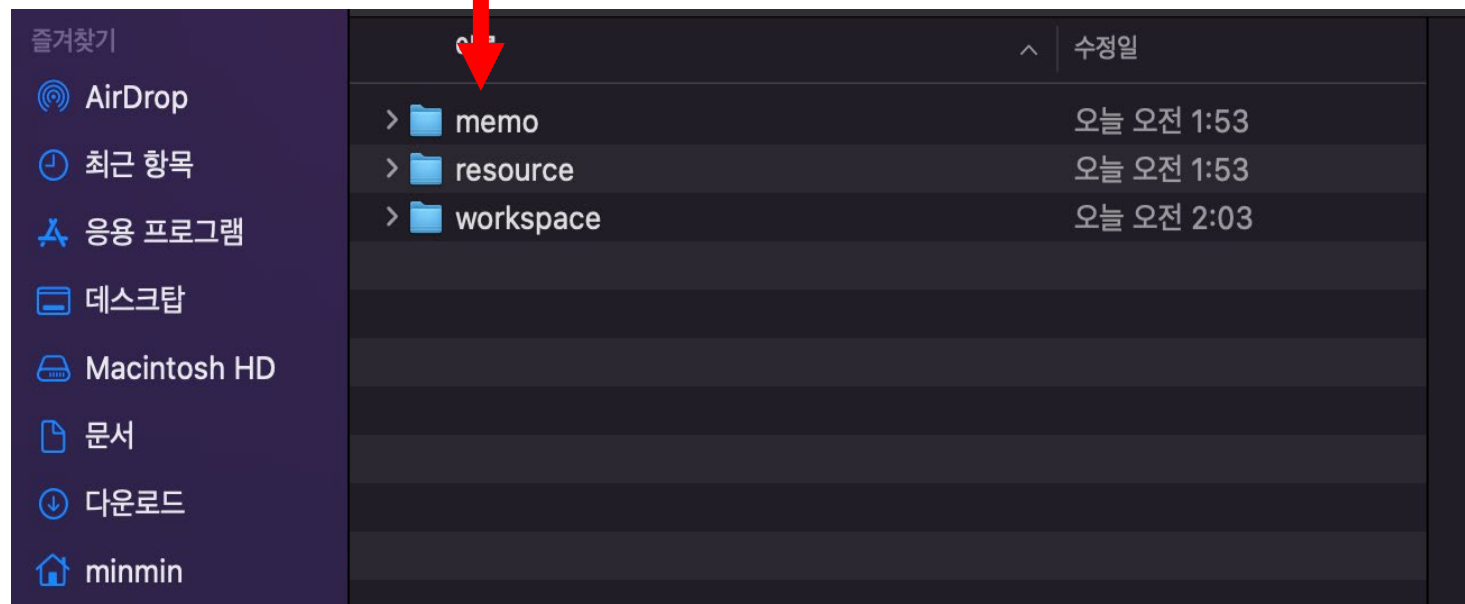 즐겨찾기
AirDrop
최근 항목
응용 프로그램
데스크탑
Macintosh HD
문서
다운로드
minmin
수정일
memo 오늘 오전 1:53
resource 오늘 오전 1:53
workspace 오늘 오전 2:03